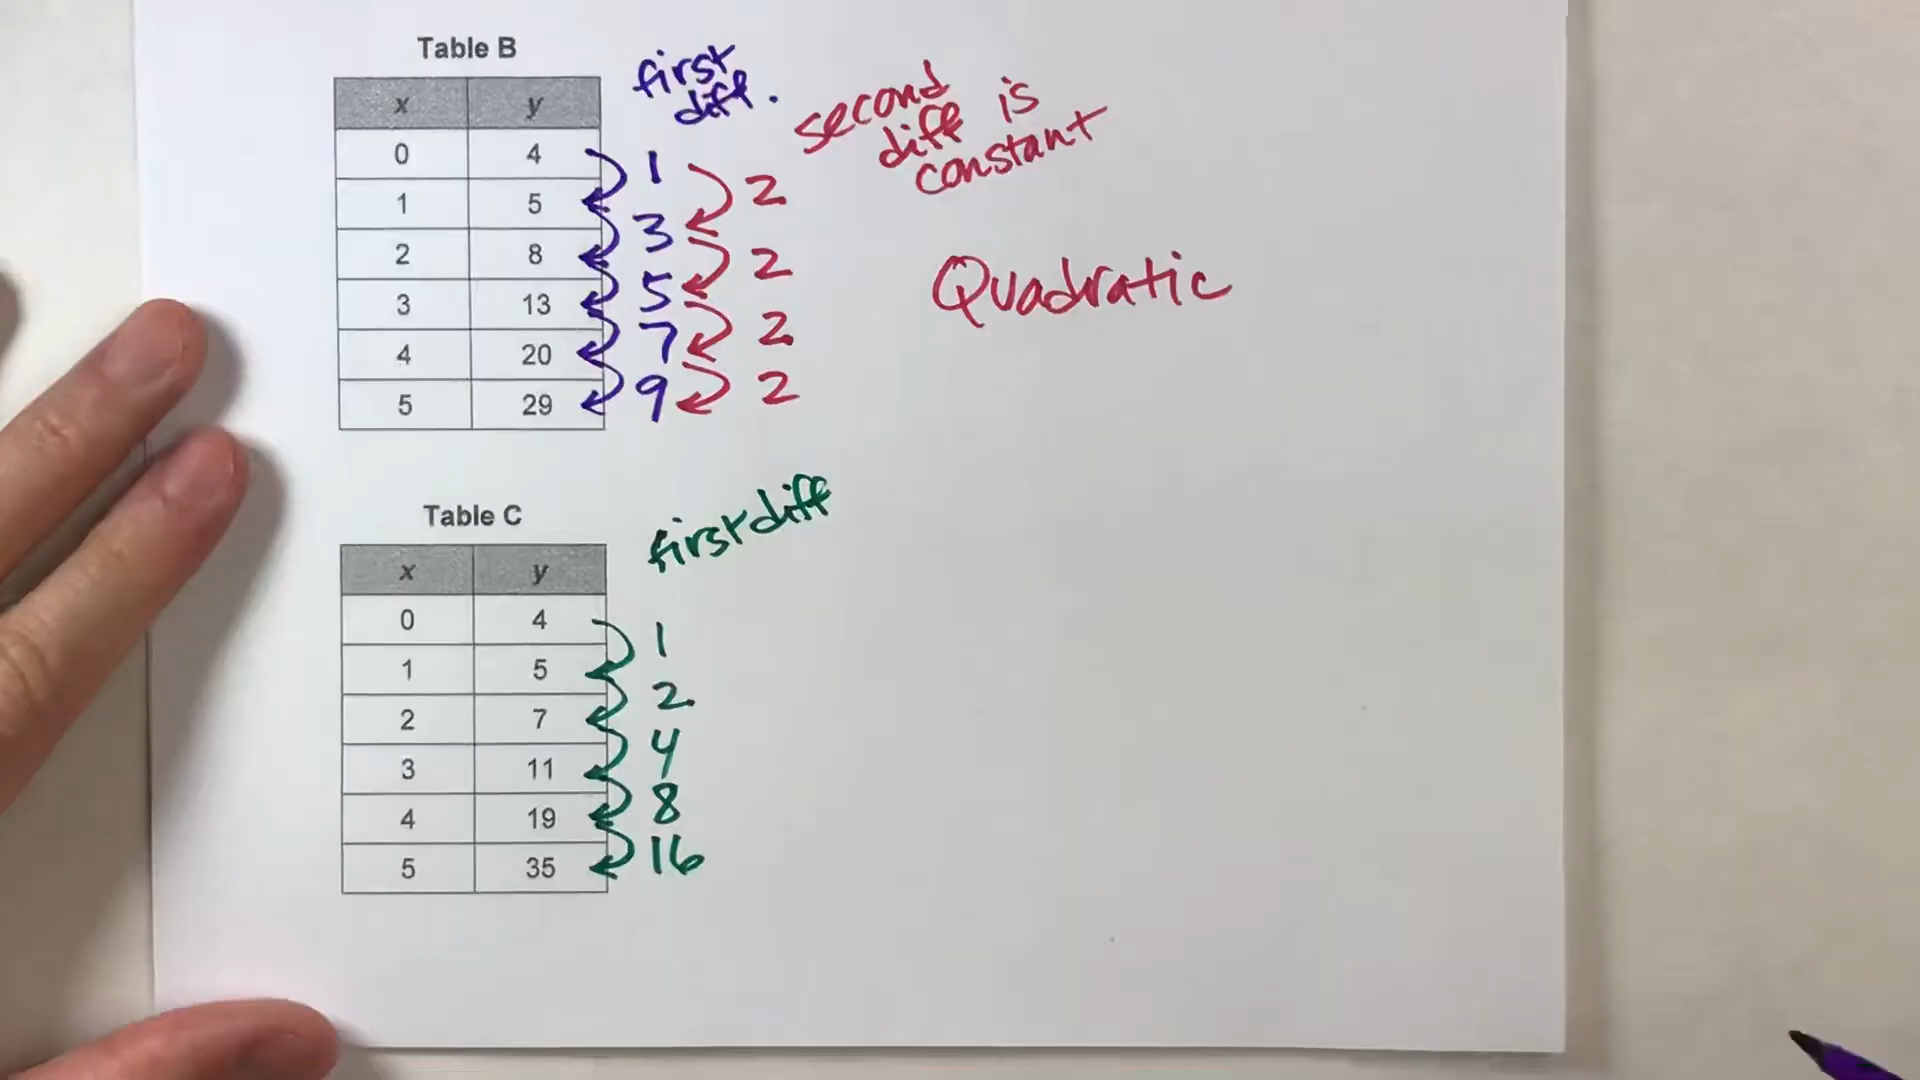 Table B
first
diff.
second
diff is
constant
x y
0 4
1 5
2 8
3 13
4 20
5 29
1
3
5
7
9
2
2
2
2
Quadratic
Table C
first diff
x y
0 4
1 5
2 7
3 11
4 19
5 35
1
2
4
8
16